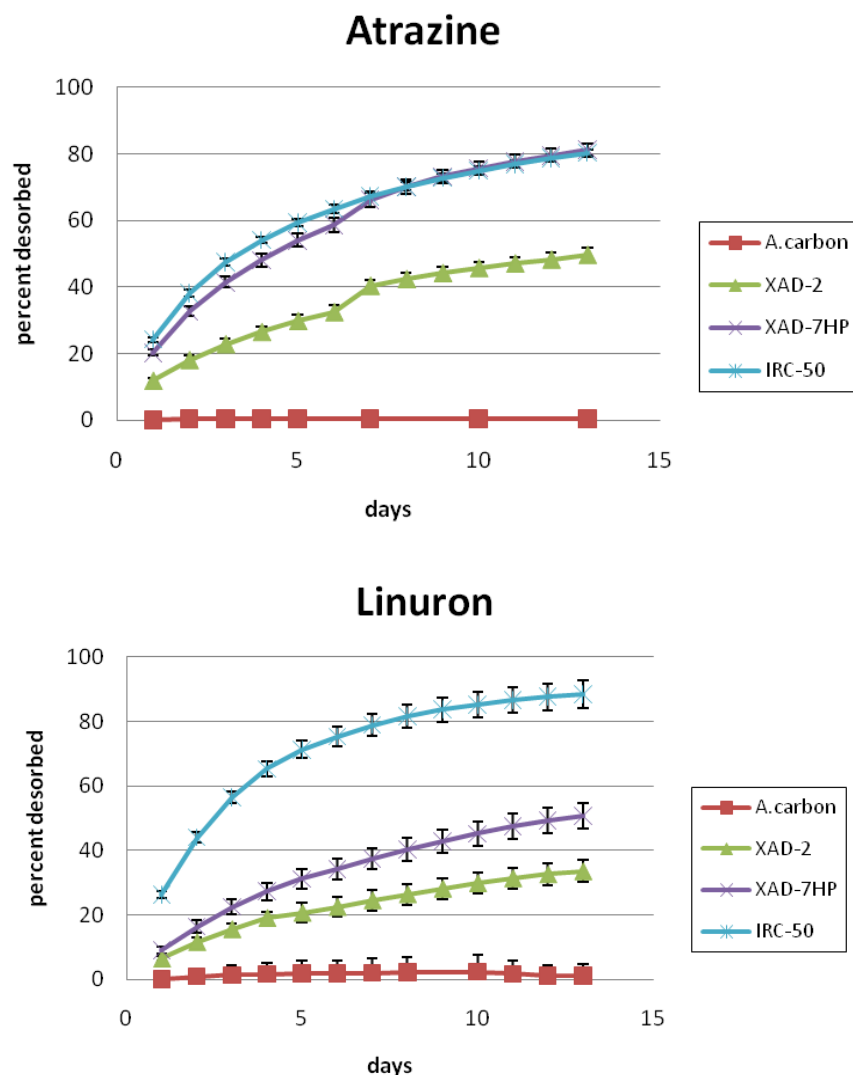 Atrazine
percent desorbed
100
80
60
40
20
0
0 5 10 15
days
A.carbon
XAD-2
XAD-7HP
IRC-50
Linuron
percent desorbed
100
80
60
40
20
0
0 5 10 15
days
A.carbon
XAD-2
XAD-7HP
IRC-50